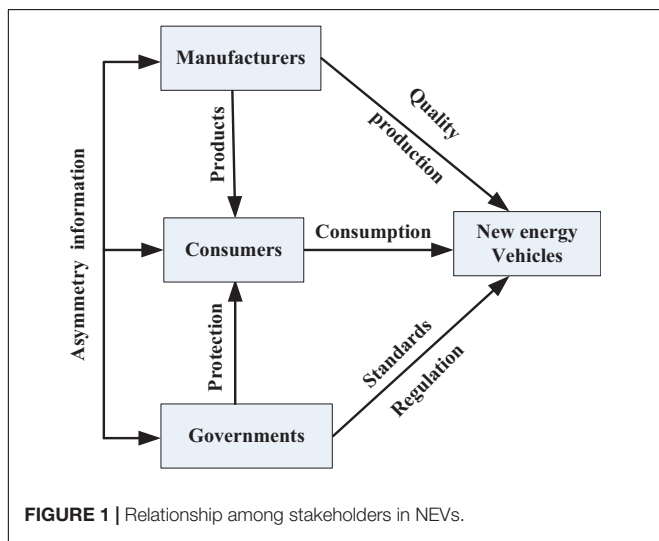 Manufacturers
Quality
production
Products
Asymmetry information
Consumers
Consumption
New energy
Vehicles
Protection
Standards
Regulation
Governments
FIGURE 1 | Relationship among stakeholders in NEVs.